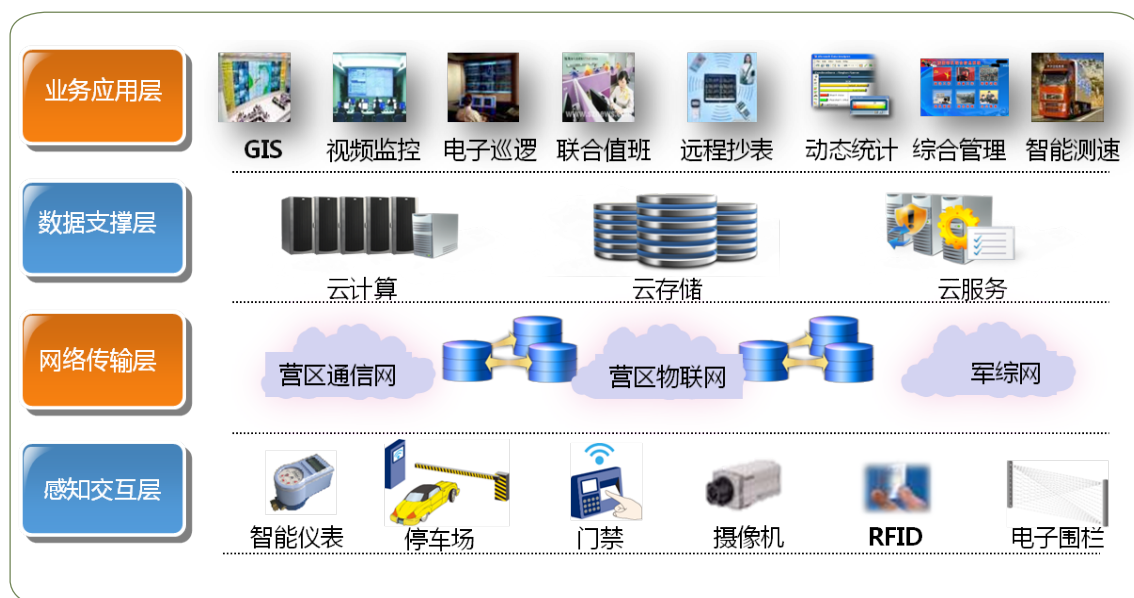 业务应用层
GIS
视频监控
电子巡逻
联合值班
远程抄表
动态统计
综合管理
智能测速
数据支撑层
云计算
云存储
云服务
网络传输层
营区通信网
营区物联网
军综网
感知交互层
智能仪表
停车场
门禁
摄像机
RFID
电子围栏